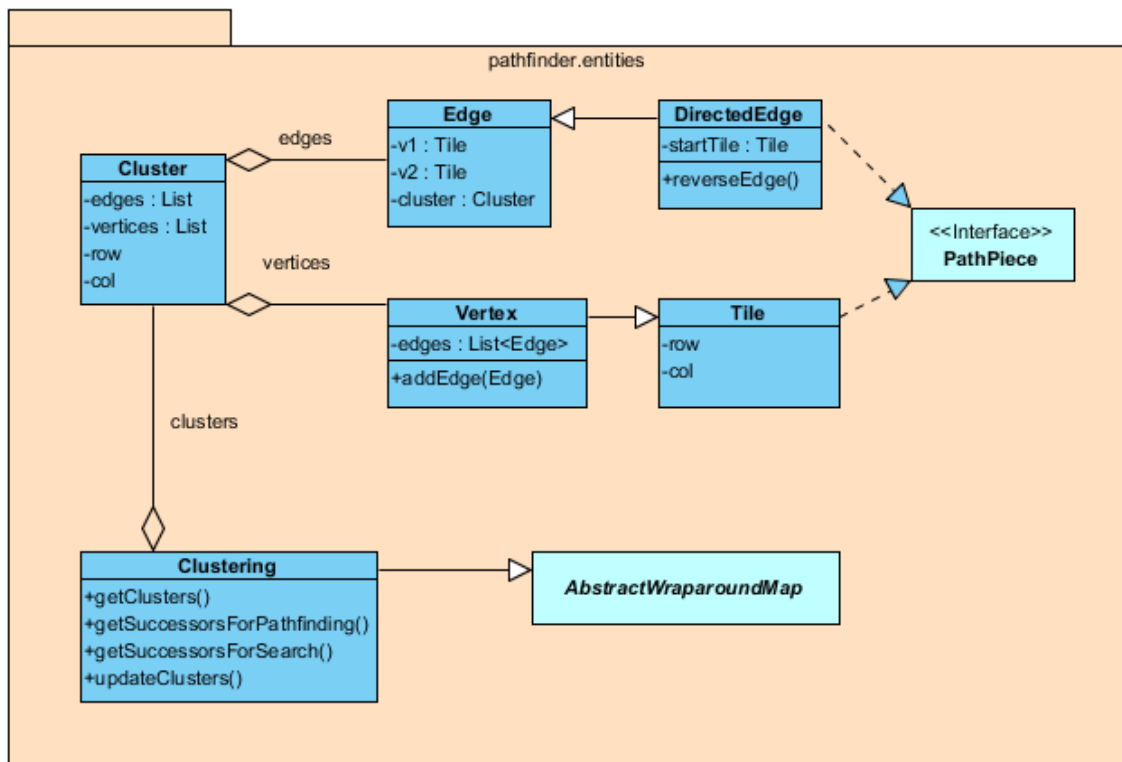 pathfinder.entities
Edge
-v1 : Tile
-v2 : Tile
-cluster : Cluster
DirectedEdge
-startTile : Tile
+reverseEdge()
edges
Cluster
-edges : List
-vertices : List
-row
-col
<<Interface>>
PathPiece
vertices
Vertex
-edges : List<Edge>
+addEdge(Edge)
Tile
-row
-col
clusters
Clustering
+getClusters()
+getSuccessorsForPathfinding()
+getSuccessorsForSearch()
+updateClusters()
AbstractWraparoundMap